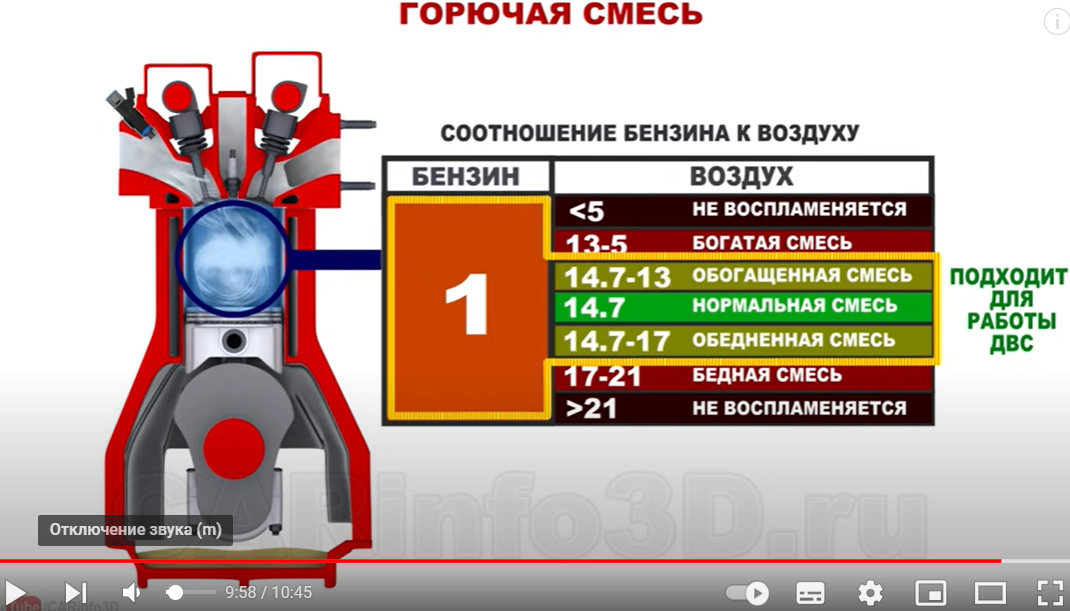 ГОРЮЧАЯ СМЕСЬ
СООТНОШЕНИЕ БЕНЗИНА К ВОЗДУХУ
БЕНЗИН ВОЗДУХ
1
<5 НЕ ВОСПЛАМЕНЯЕТСЯ
13-5 БОГАТАЯ СМЕСЬ
14.7-13 ОБОГАЩЕННАЯ СМЕСЬ
14.7 НОРМАЛЬНАЯ СМЕСЬ
14.7-17 ОБЕДНЕННАЯ СМЕСЬ
17-21 БЕДНАЯ СМЕСЬ
>21 НЕ ВОСПЛАМЕНЯЕТСЯ
ПОДХОДИТ
ДЛЯ
РАБОТЫ
ДВС
CARinfo3D.ru
Отключение звука (m)
9:58 / 10:45
/CARinfo3D